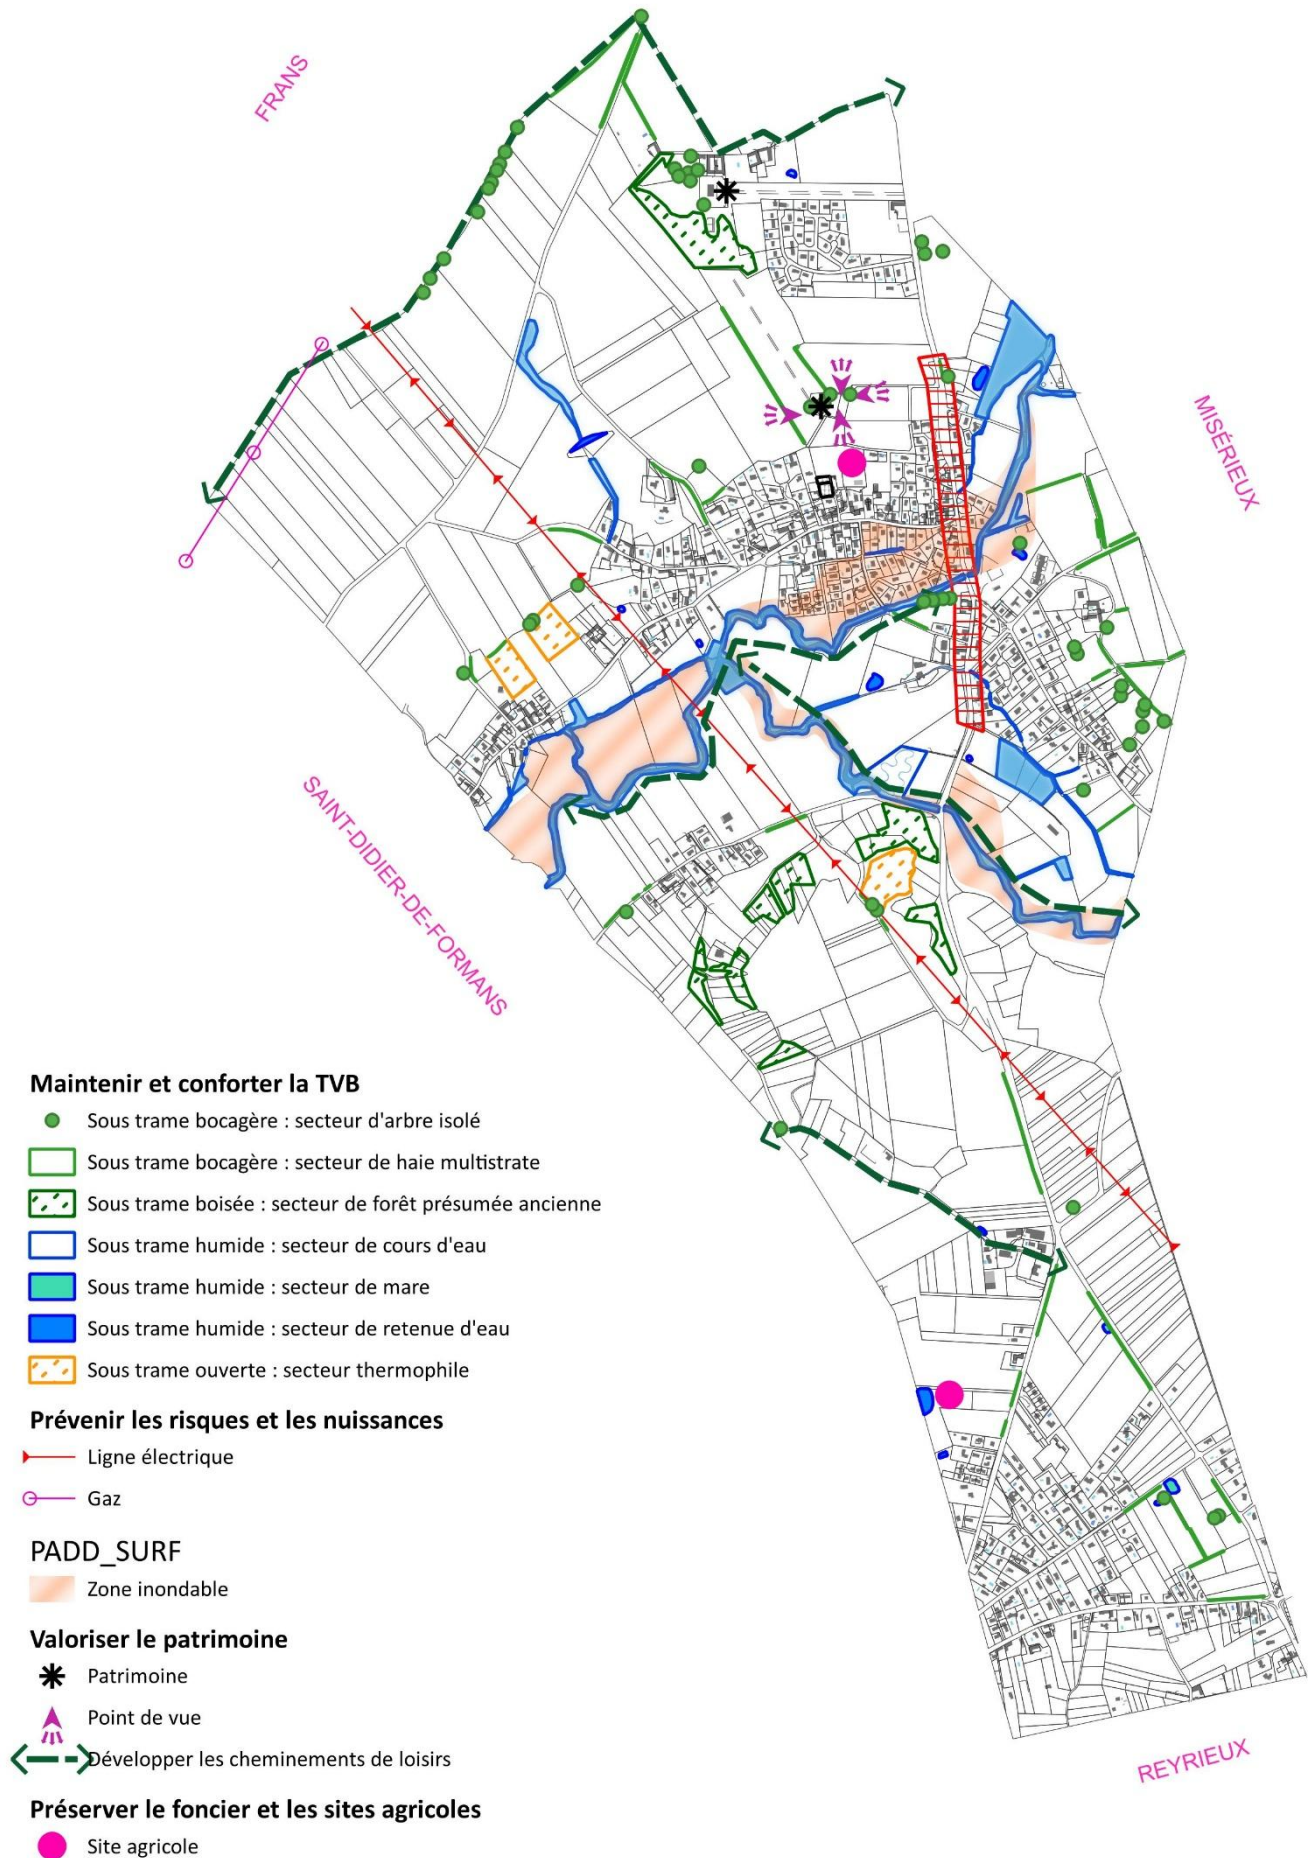 FRANS
MISÉRIEUX
SAINT-DIDIER-DE-FORMANS
Maintenir et conforter la TVB
Sous trame bocagère : secteur d'arbre isolé
Sous trame bocagère : secteur de haie multistrate
Sous trame boisée : secteur de forêt présumée ancienne
Sous trame humide : secteur de cours d'eau
Sous trame humide : secteur de mare
Sous trame humide : secteur de retenue d'eau
Sous trame ouverte : secteur thermophile
Prévenir les risques et les nuissances
Ligne électrique
Gaz
PADD_SURF
Zone inondable
Valoriser le patrimoine
Patrimoine
Point de vue
Développer les cheminements de loisirs
REYRIEUX
Préserver le foncier et les sites agricoles
Site agricole